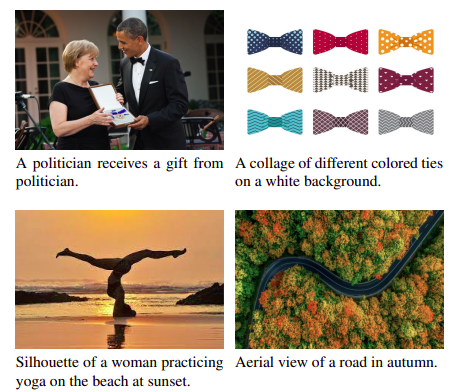 A politician receives a gift from
politician.
A collage of different colored ties
on a white background.
Silhouette of a woman practicing
yoga on the beach at sunset.
Aerial view of a road in autumn.